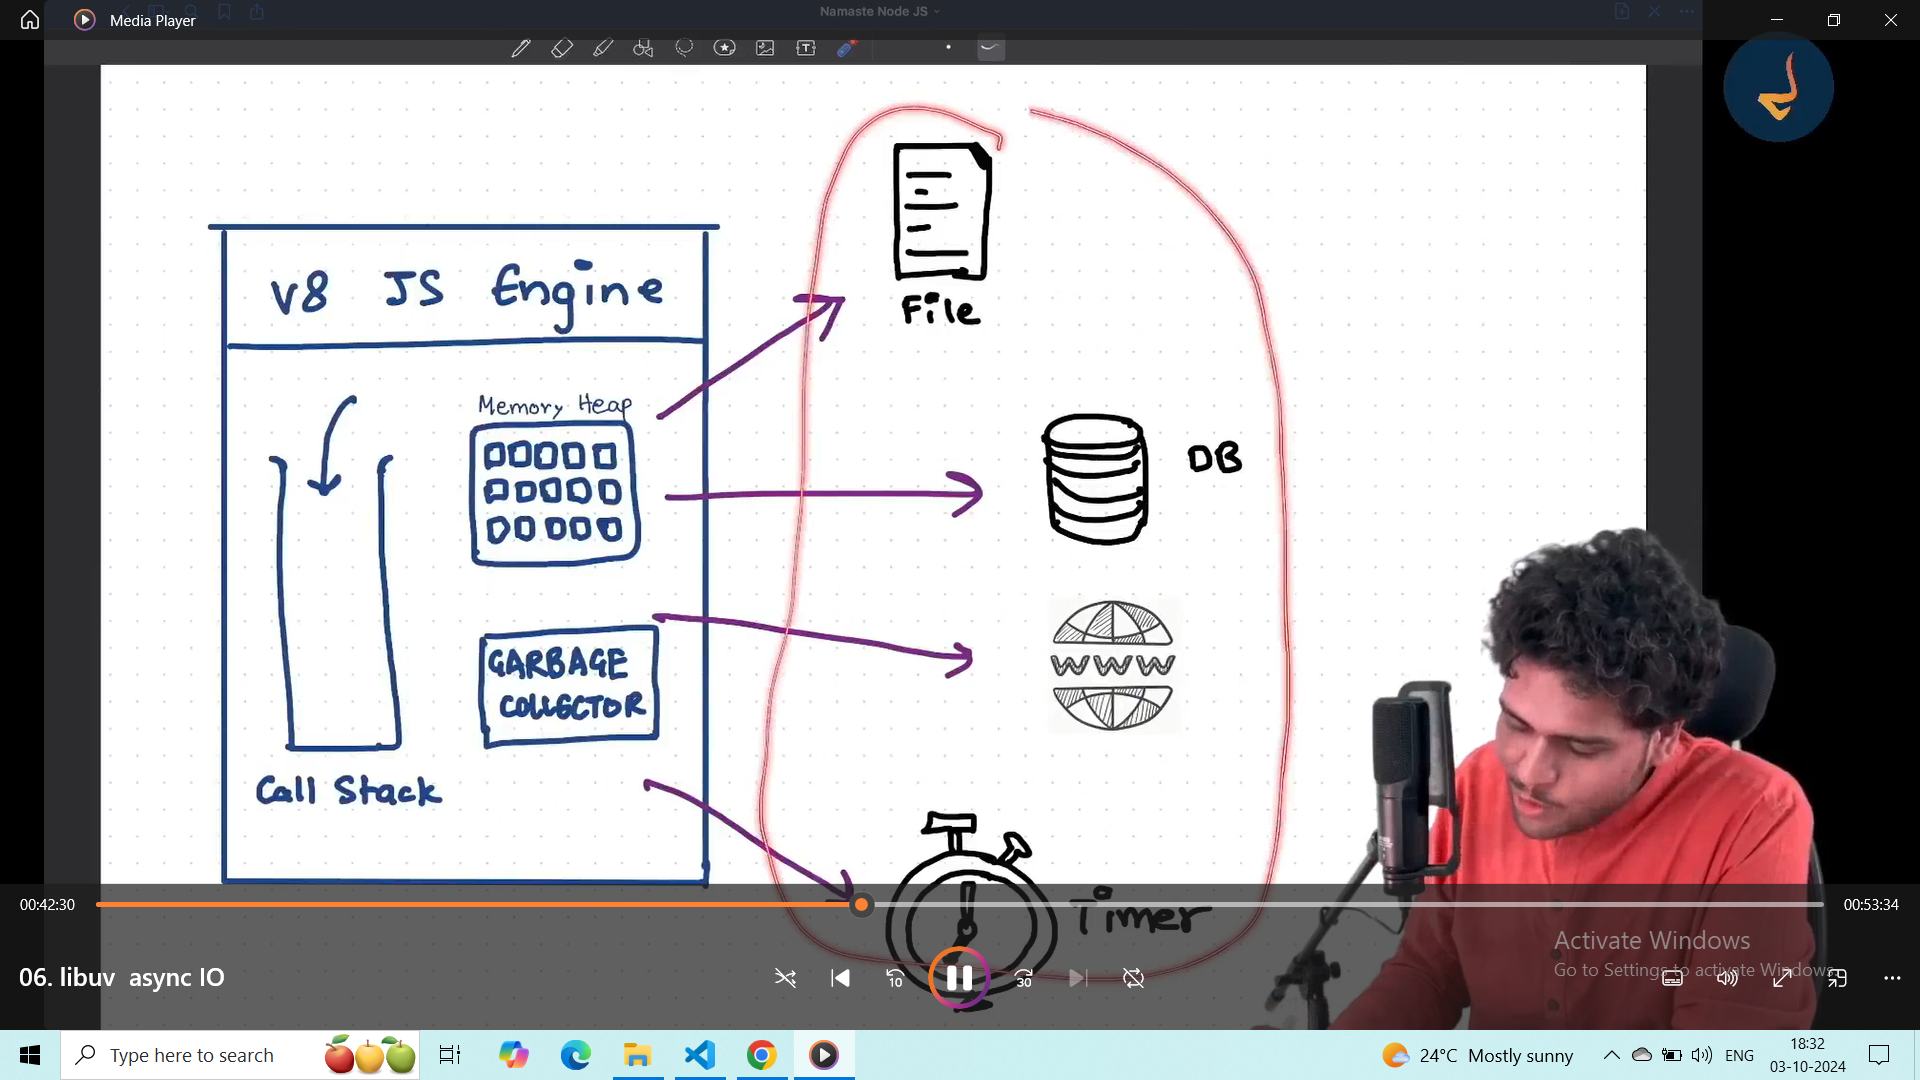 Media Player
Namaste Node JS
V8 JS Engine
File
Memory Heap
DB
WWW
GARBAGE
COLLECTOR
Call Stack
Timer
00:42:30
00:53:34
Activate Windows
Go to Settings to activate Windows.
06. libuv  async IO
10
30
Type here to search
24°C Mostly sunny
ENG
18:32
03-10-2024